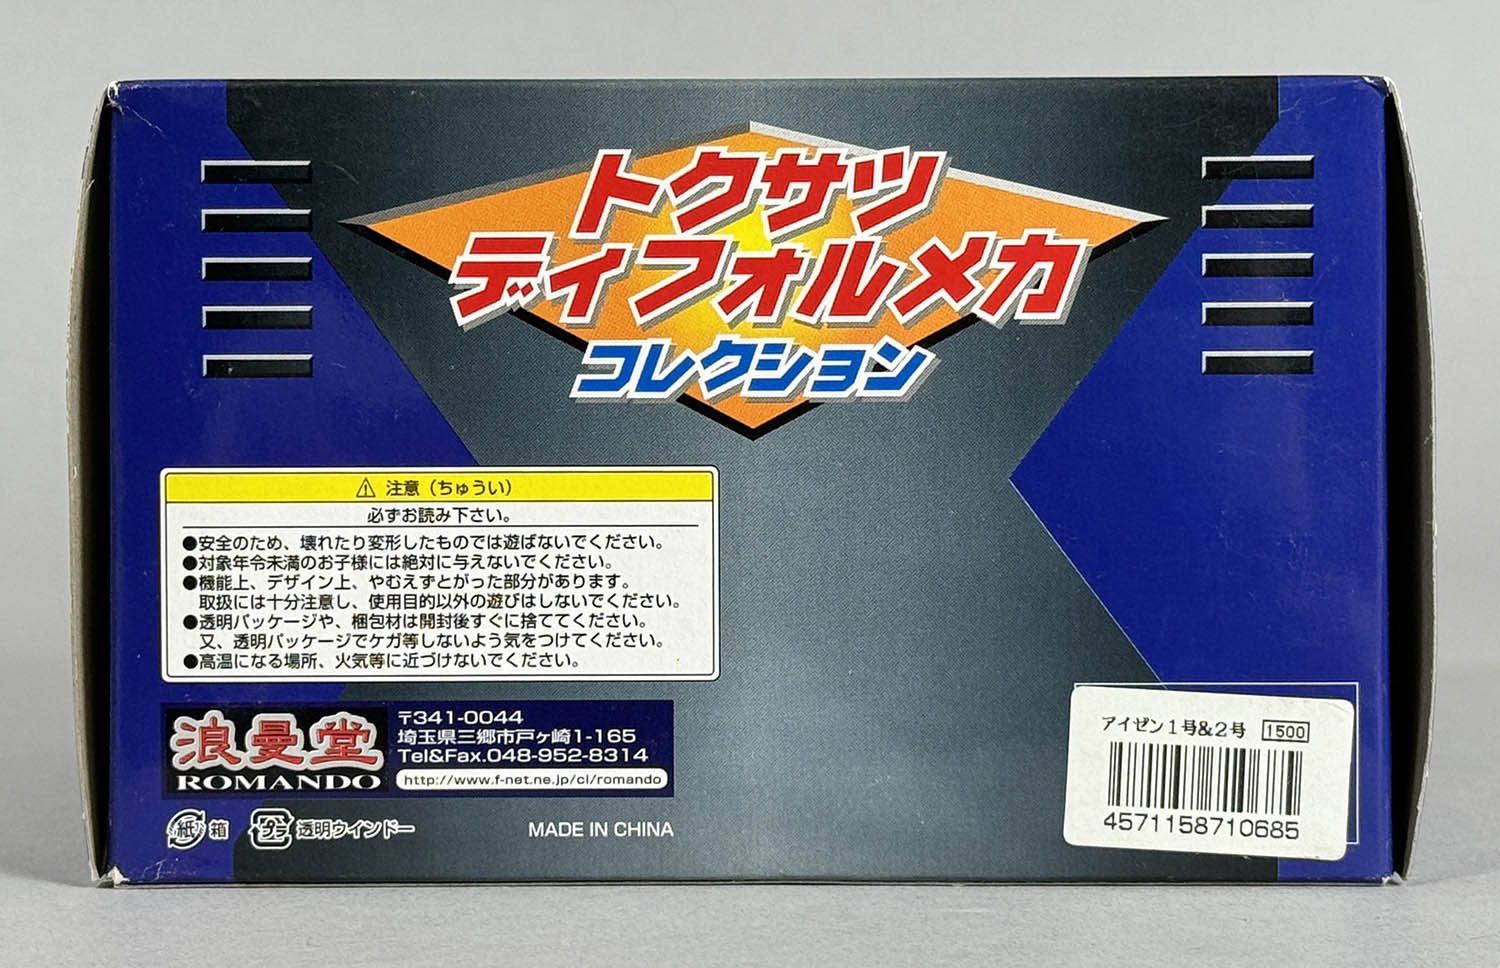 トクサツ
ディフォルメカ
コレクション
⚠ 注意（ちゅうい）
必ずお読み下さい。
●安全のため、壊れたり変形したものでは遊ばないでください。
●対象年令未満のお子様には絶対に与えないでください。
●機能上、デザイン上、やむえずとがった部分があります。
取扱には十分注意し、使用目的以外の遊びはしないでください。
●透明パッケージや、梱包材は開封後すぐに捨ててください。
又、透明パッケージでケガ等しないよう気をつけてください。
●高温になる場所、火気等に近づけないでください。
浪曼堂
ROMANDO
〒341-0044
埼玉県三郷市戸ヶ崎1-165
Tel&Fax.048-952-8314
http://www.f-net.ne.jp/cl/romando
紙 箱 プラ 透明ウインドー
MADE IN CHINA
アイゼン1号&2号 1500
4571158710685